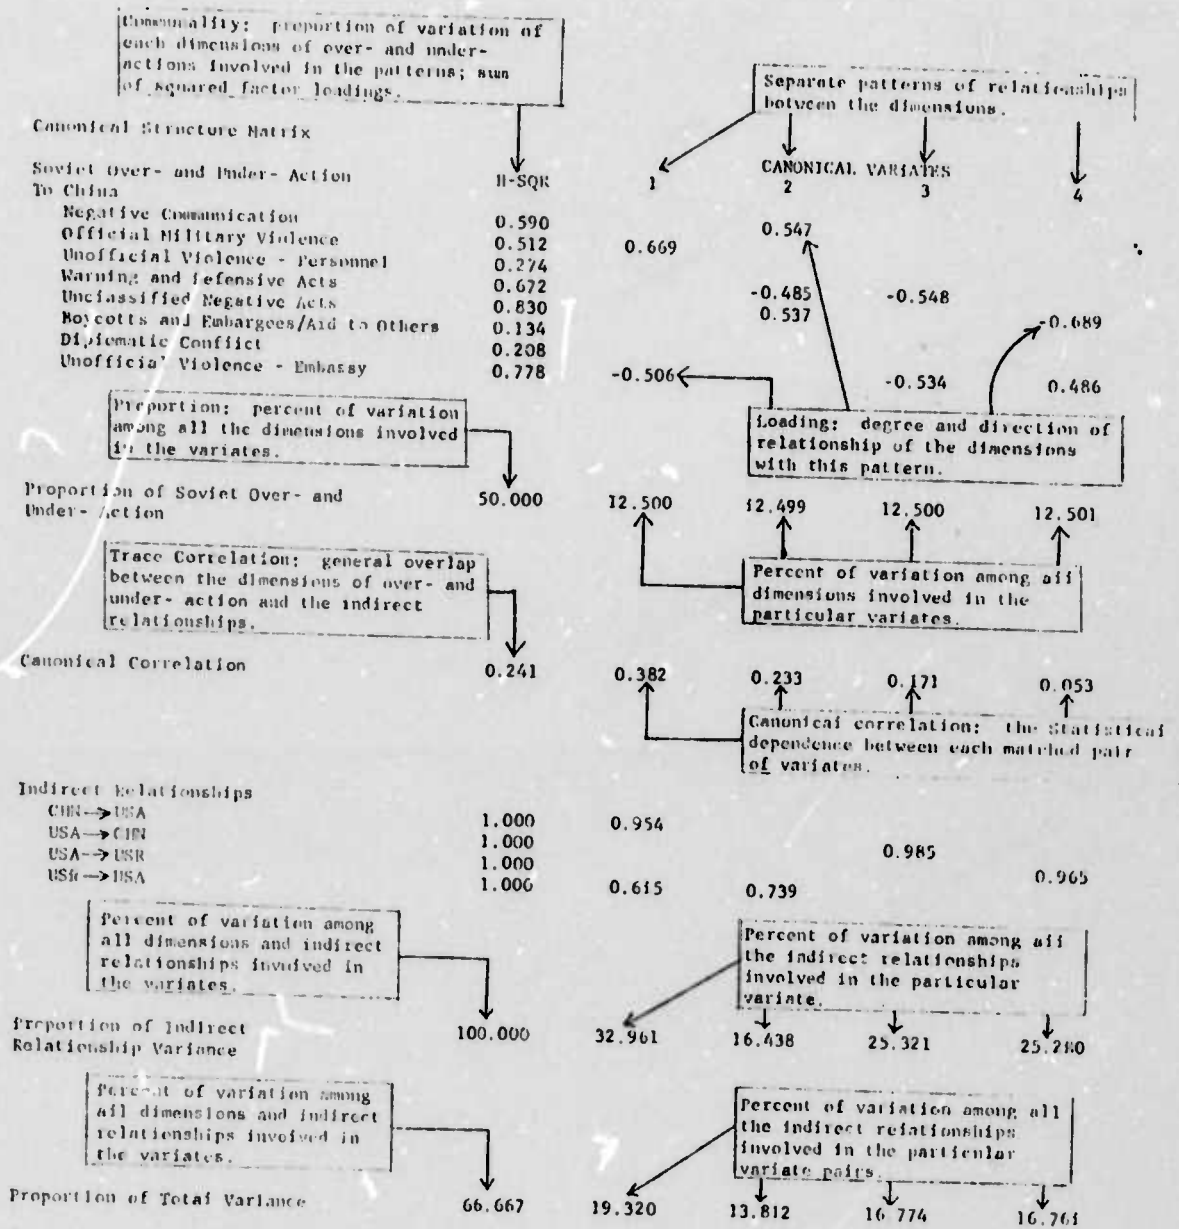 Communality: proportion of variation of
each dimensions of over- and under-
actions involved in the patterns; sum
of squared factor loadings.
Separate patterns of relationships
between the dimensions.
Canonical Structure Matrix
Soviet Over- and Under- Action
To China
H-SQR
CANONICAL VARIATES
1 2 3 4
Negative Communication 0.590 0.547
Official Military Violence 0.512 0.669
Unofficial Violence - Personnel 0.274
Warning and Defensive Acts 0.672 -0.485 -0.548
Unclassified Negative Acts 0.830 0.537
Boycotts and Embargoes/Aid to Others 0.134 -0.689
Diplomatic Conflict 0.208
Unofficial Violence - Embassy 0.778 -0.506 -0.534 0.486
Proportion: percent of variation
among all the dimensions involved
in the variates.
Loading: degree and direction of
relationship of the dimensions
with this pattern.
Proportion of Soviet Over- and
Under- Action 50.000 12.500 12.499 12.500 12.501
Trace Correlation: general overlap
between the dimensions of over- and
under- action and the indirect
relationships.
Percent of variation among all
dimensions involved in the
particular variates.
Canonical Correlation 0.241 0.382 0.233 0.171 0.053
Canonical correlation: the Statistical
dependence between each matched pair
of variates.
Indirect Relationships
CHN→USA 1.000 0.954
USA→CHN 1.000
USA→USR 1.000 0.985
USR→USA 1.000 0.615 0.739 0.965
Percent of variation among
all dimensions and indirect
relationships involved in
the variates.
Percent of variation among all
the indirect relationships
involved in the particular
variate.
Proportion of Indirect
Relationship Variance 100.000 32.961 16.438 25.321 25.280
Percent of variation among
all dimensions and indirect
relationships involved in
the variates.
Percent of variation among all
the indirect relationships
involved in the particular
variate pairs.
Proportion of Total Variance 66.667 19.320 13.812 16.774 16.761